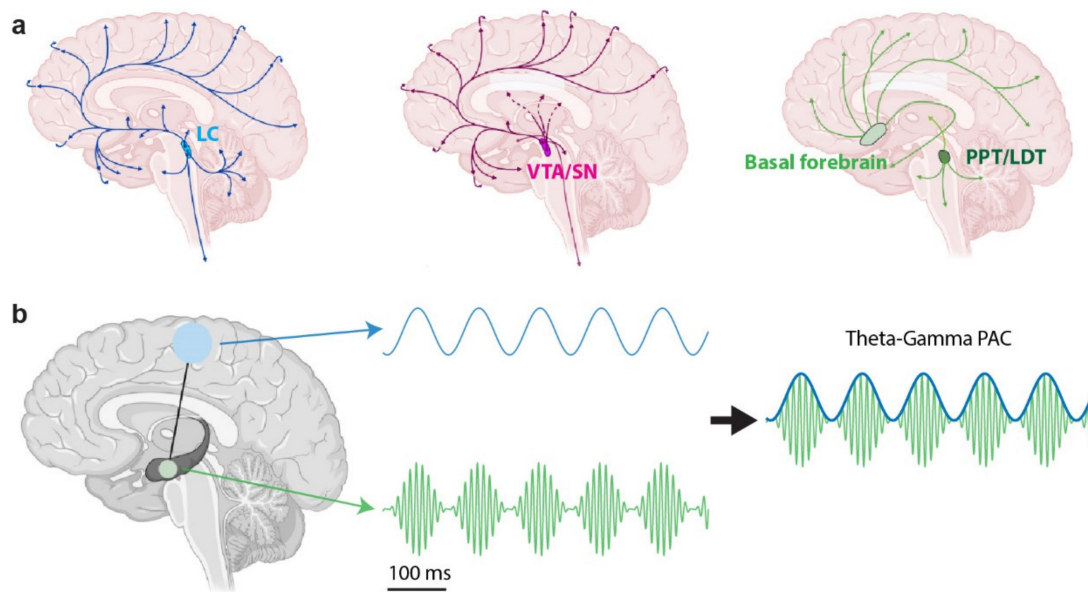 a
LC
VTA/SN
Basal forebrain
PPT/LDT
b
Theta-Gamma PAC
100 ms